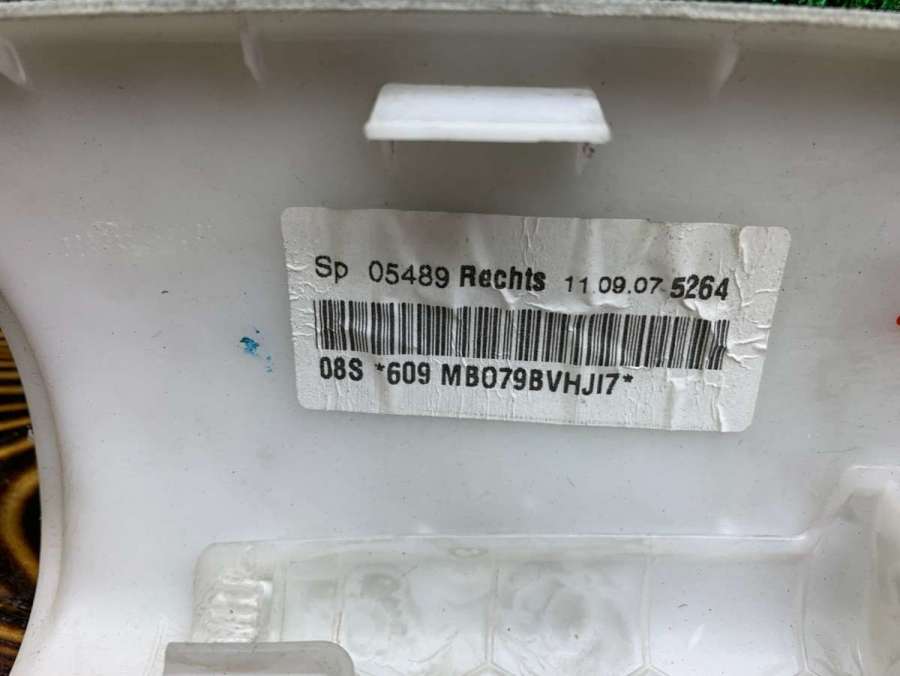 Sp 05489 Rechts 11.09.07 5264
08S *609 MB079BVHJI7*